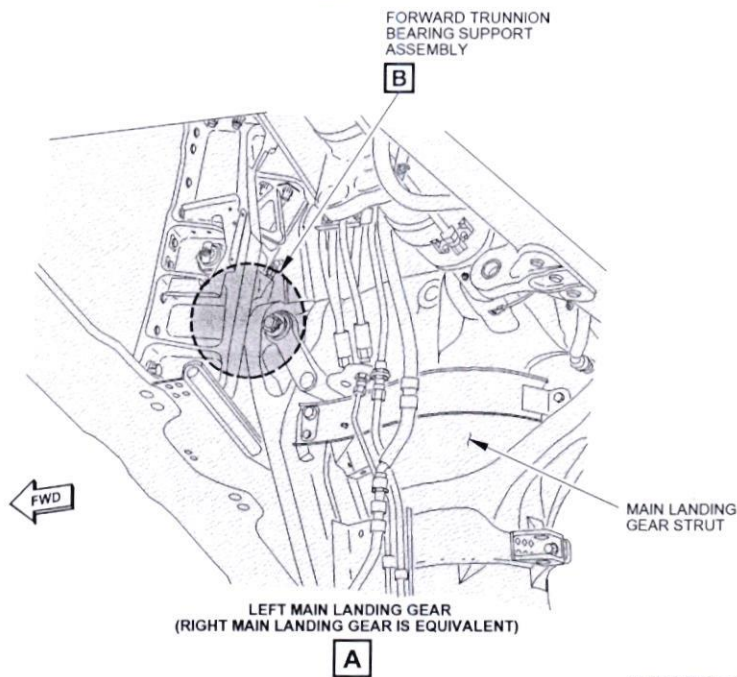 FORWARD TRUNNION
BEARING SUPPORT
ASSEMBLY
B
FWD
MAIN LANDING
GEAR STRUT
LEFT MAIN LANDING GEAR
(RIGHT MAIN LANDING GEAR IS EQUIVALENT)
A